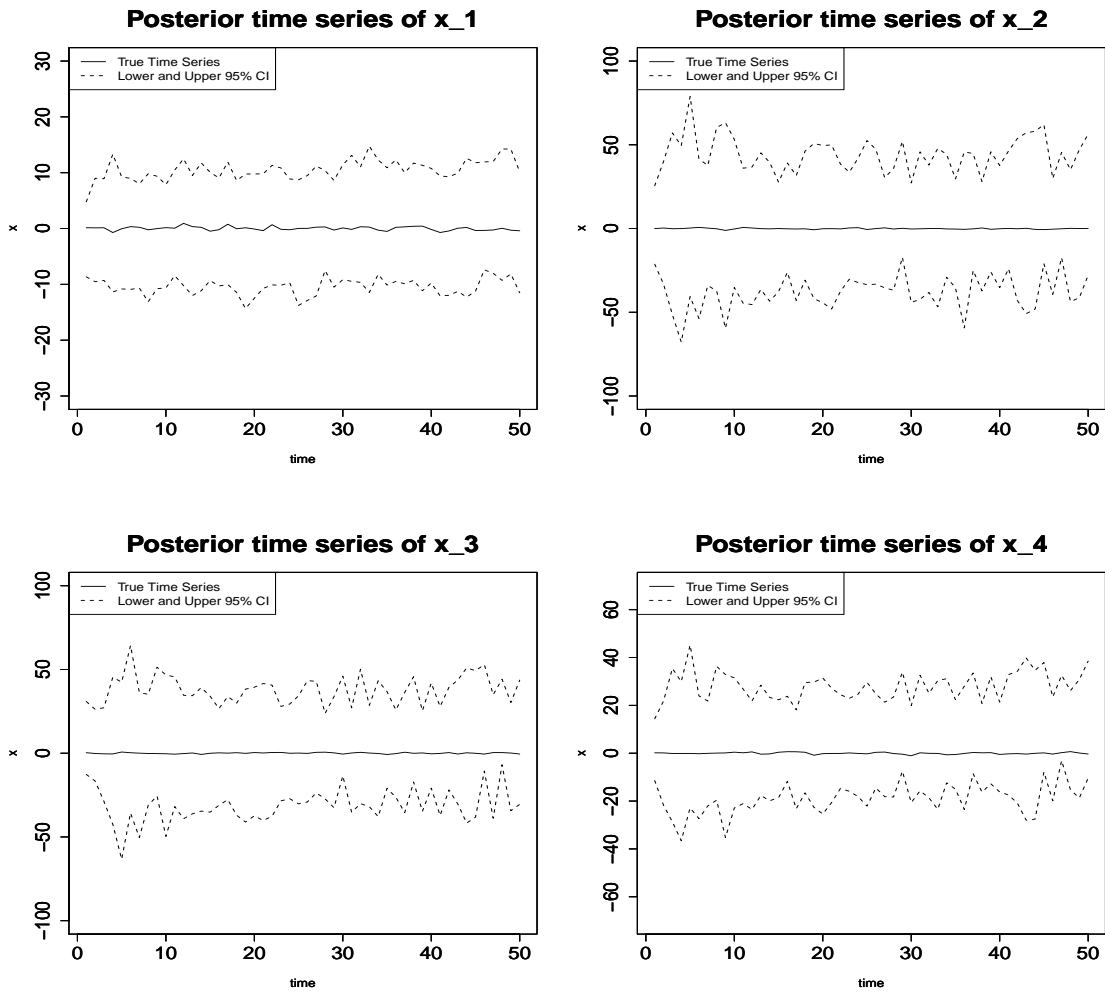 Posterior time series of x_1
True Time Series
Lower and Upper 95% CI
x
30
20
10
0
−10
−20
−30
0 10 20 30 40 50
time
Posterior time series of x_2
True Time Series
Lower and Upper 95% CI
x
100
50
0
−50
−100
0 10 20 30 40 50
time
Posterior time series of x_3
True Time Series
Lower and Upper 95% CI
x
100
50
0
−50
−100
0 10 20 30 40 50
time
Posterior time series of x_4
True Time Series
Lower and Upper 95% CI
x
60
40
20
0
−20
−40
−60
0 10 20 30 40 50
time